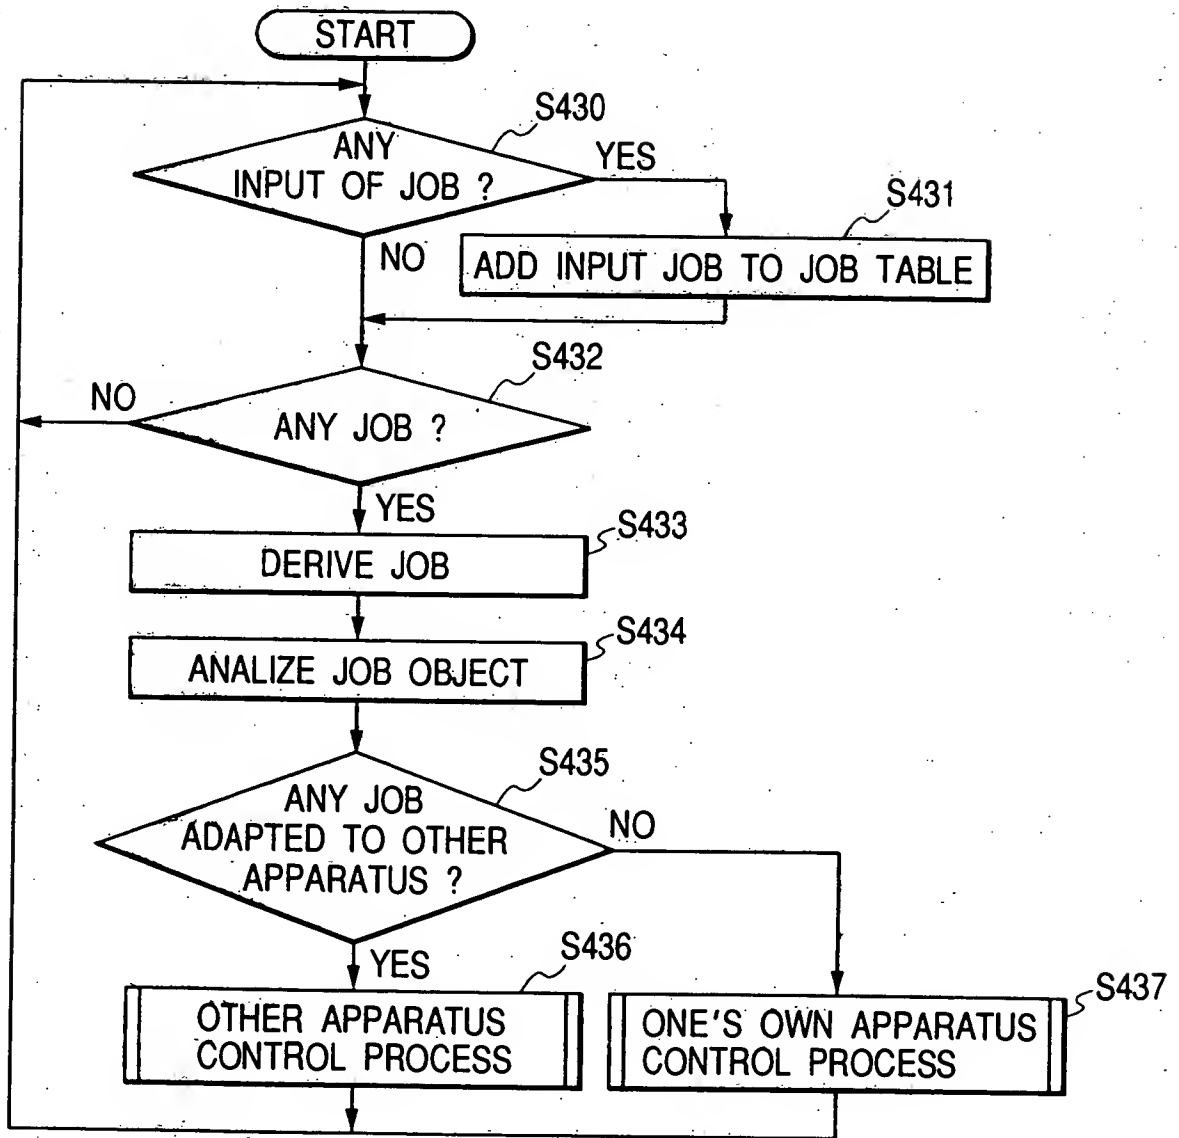 START
S430
ANY
INPUT OF JOB ?
YES
S431
NO
ADD INPUT JOB TO JOB TABLE
S432
NO
ANY JOB ?
YES
S433
DERIVE JOB
S434
ANALIZE JOB OBJECT
S435
ANY JOB
ADAPTED TO OTHER
APPARATUS ?
NO
YES
S436
OTHER APPARATUS
CONTROL PROCESS
S437
ONE'S OWN APPARATUS
CONTROL PROCESS